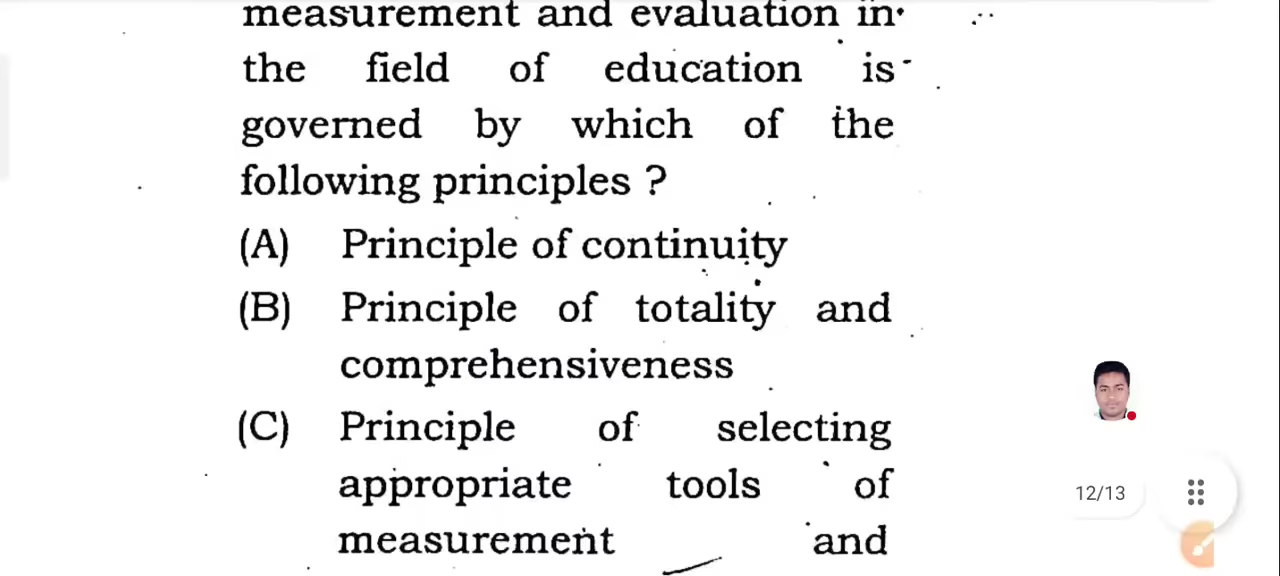 measurement and evaluation in
the field of education is
governed by which of the
following principles ?
(A) Principle of continuity
(B) Principle of totality and
comprehensiveness
(C) Principle of selecting
appropriate tools of
measurement and
12/13